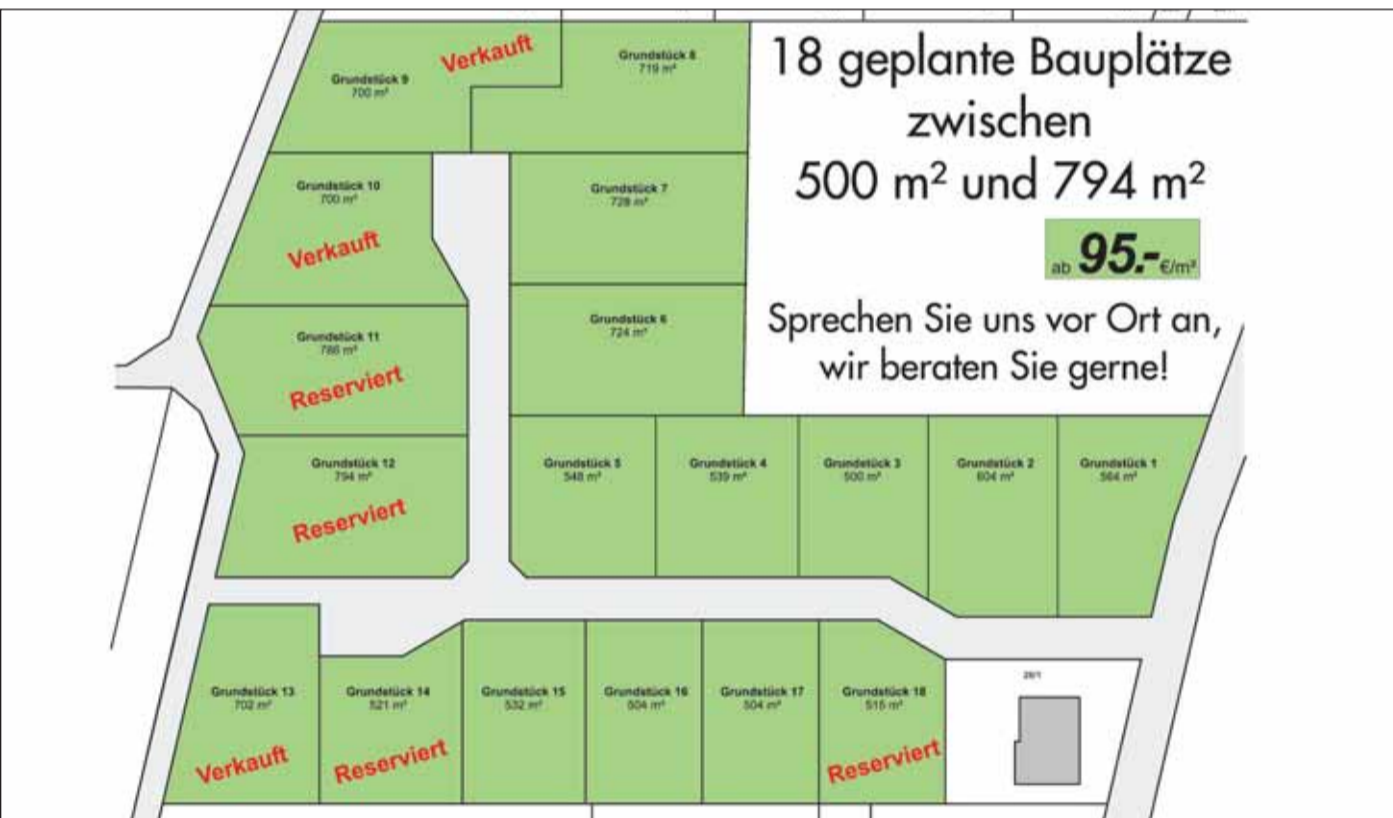 18 geplante Bauplätze
zwischen
500 m² und 794 m²
ab 95.- €/m²
Sprechen Sie uns vor Ort an,
wir beraten Sie gerne!
Grundstück 9
700 m²
Verkauft
Grundstück 8
719 m²
Grundstück 10
700 m²
Verkauft
Grundstück 7
728 m²
Grundstück 11
786 m²
Reserviert
Grundstück 6
724 m²
Grundstück 12
794 m²
Reserviert
Grundstück 5
548 m²
Grundstück 4
539 m²
Grundstück 3
500 m²
Grundstück 2
604 m²
Grundstück 1
564 m²
Grundstück 13
702 m²
Verkauft
Grundstück 14
521 m²
Reserviert
Grundstück 15
532 m²
Grundstück 16
504 m²
Grundstück 17
504 m²
Grundstück 18
515 m²
Reserviert